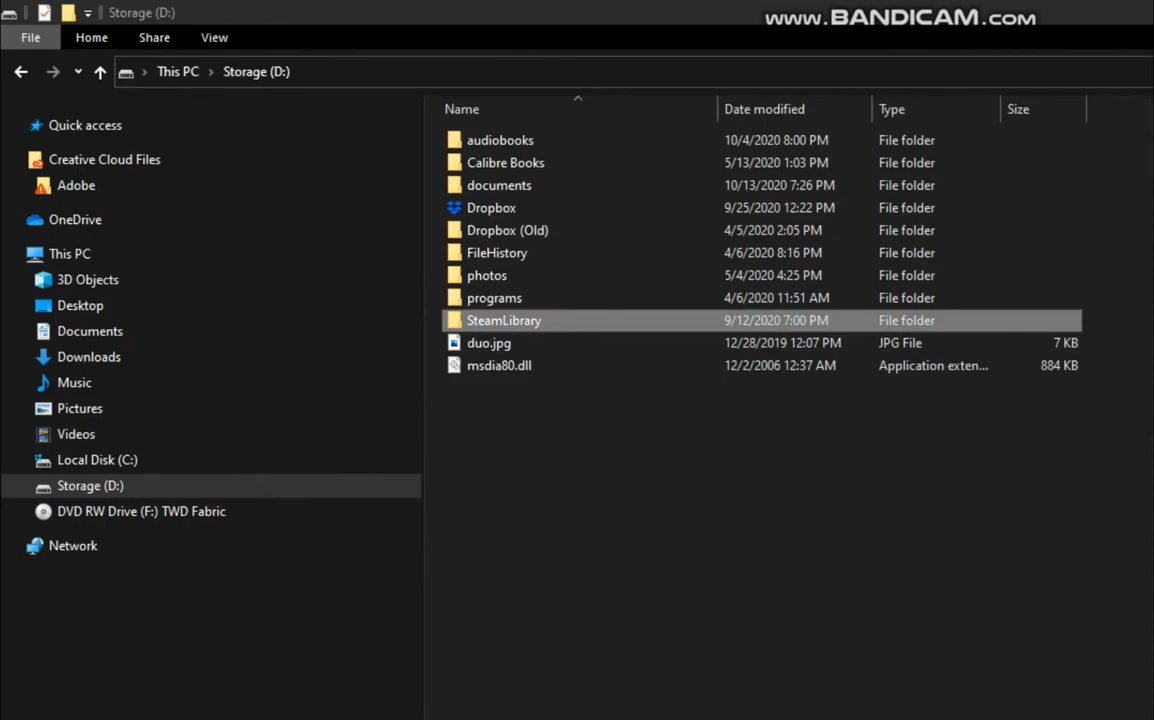 Storage (D:)
www.BANDICAM.com
File Home Share View
This PC Storage (D:)
Name Date modified Type Size
Quick access
Creative Cloud Files
Adobe
OneDrive
This PC
3D Objects
Desktop
Documents
Downloads
Music
Pictures
Videos
Local Disk (C:)
Storage (D:)
DVD RW Drive (F:) TWD Fabric
Network
audiobooks 10/4/2020 8:00 PM File folder
Calibre Books 5/13/2020 1:03 PM File folder
documents 10/13/2020 7:26 PM File folder
Dropbox 9/25/2020 12:22 PM File folder
Dropbox (Old) 4/5/2020 2:05 PM File folder
FileHistory 4/6/2020 8:16 PM File folder
photos 5/4/2020 4:25 PM File folder
programs 4/6/2020 11:51 AM File folder
SteamLibrary 9/12/2020 7:00 PM File folder
duo.jpg 12/28/2019 12:07 PM JPG File 7 KB
msdia80.dll 12/2/2006 12:37 AM Application exten... 884 KB